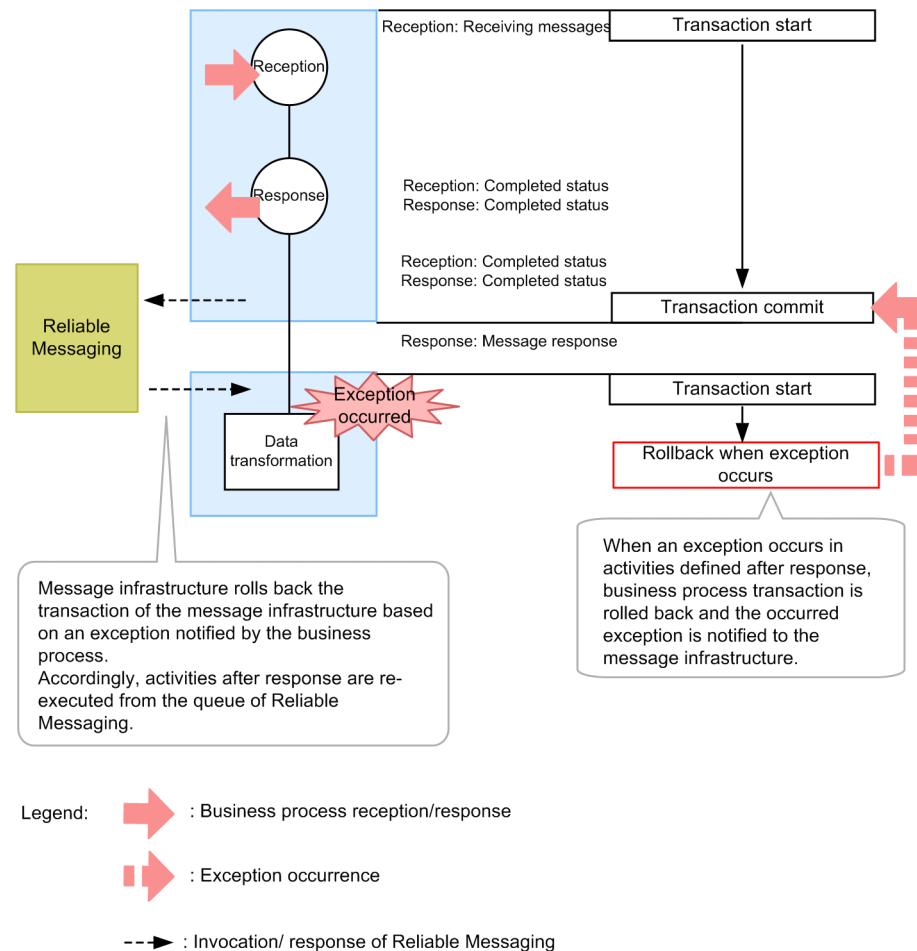 Reception: Receiving messages
Transaction start
Reception
Response
Reception: Completed status
Response: Completed status
Reception: Completed status
Response: Completed status
Transaction commit
Reliable
Messaging
Response: Message response
Transaction start
Exception
occurred
Data
transformation
Rollback when exception
occurs
When an exception occurs in
activities defined after response,
business process transaction is
rolled back and the occurred
exception is notified to the
message infrastructure.
Message infrastructure rolls back the
transaction of the message infrastructure based
on an exception notified by the business
process.
Accordingly, activities after response are re-
executed from the queue of Reliable
Messaging.
Legend:
: Business process reception/response
: Exception occurrence
: Invocation/ response of Reliable Messaging